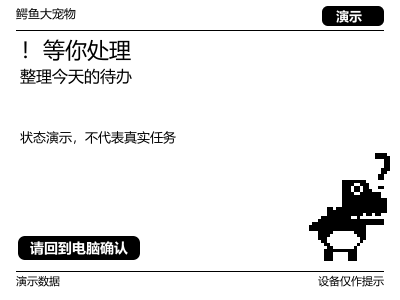 鳄鱼大宠物
演示
！等你处理
整理今天的待办
状态演示，不代表真实任务
?
请回到电脑确认
演示数据
设备仅作提示